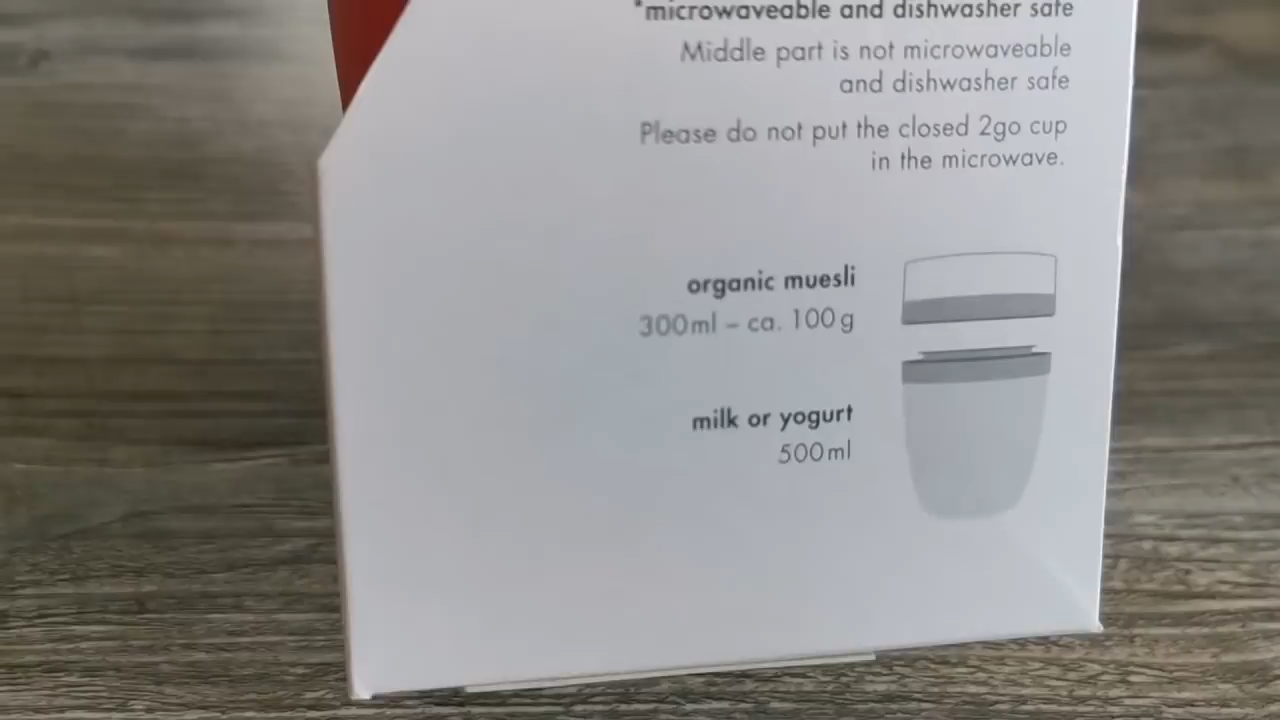 *microwaveable and dishwasher safe
Middle part is not microwaveable
and dishwasher safe
Please do not put the closed 2go cup
in the microwave.
organic muesli
300ml – ca. 100g
milk or yogurt
500ml